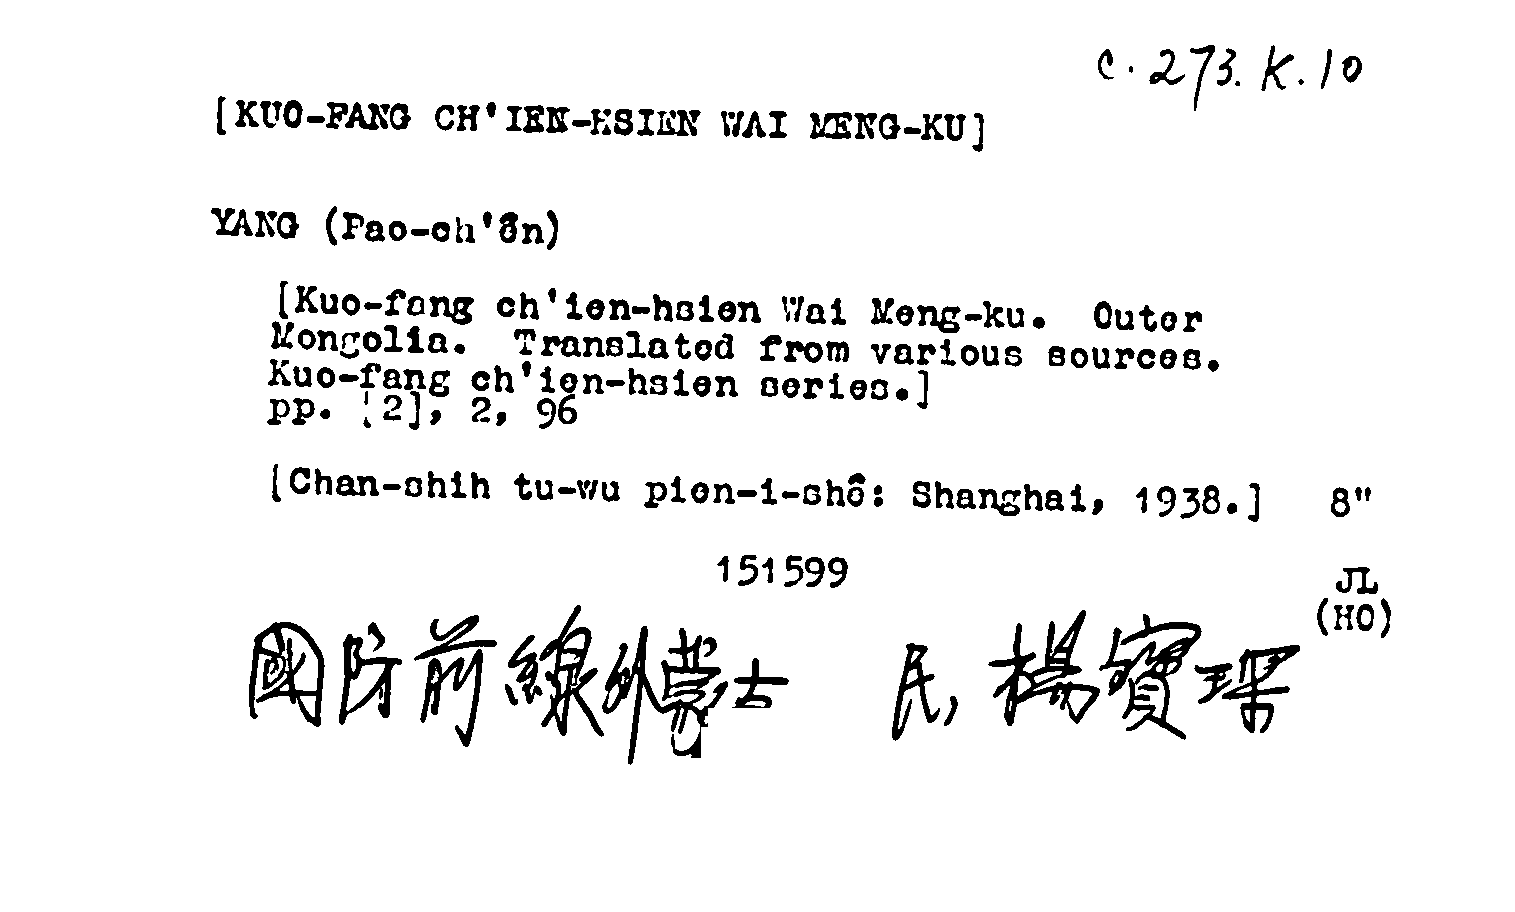 c.273.K.10
[KUO-FANG CH'IEN-HSIEN WAI MENG-KU]
YANG (Pao-ch'ên)
[Kuo-fang ch'ien-hsien Wai Meng-ku. Outer
Mongolia. Translated from various sources.
Kuo-fang ch'ien-hsien series.]
pp. [2], 2, 96
[Chan-shih tu-wu pien-i-shê: Shanghai, 1938.] 8"
151599
JL
(HO)
國防前線外蒙古 民, 楊寶琛